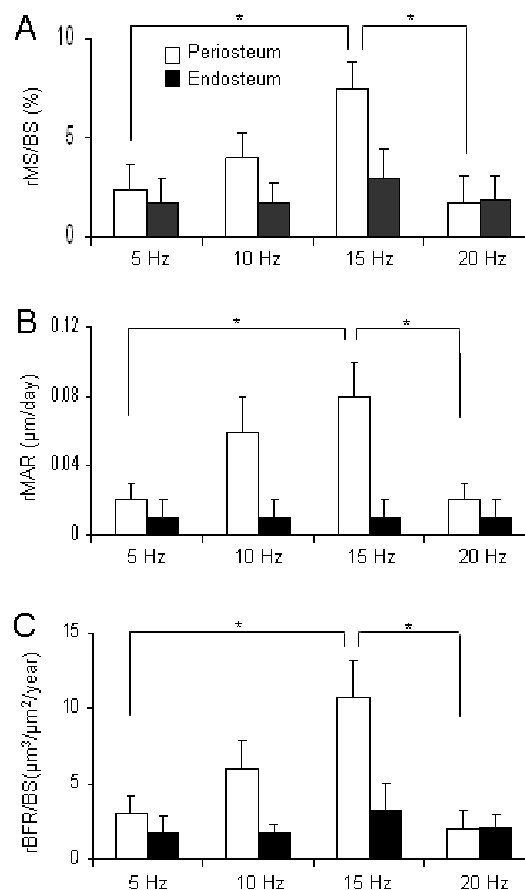 A
* *
10
Periosteum
Endosteum
rMS/BS (%)
5
0
5 Hz 10 Hz 15 Hz 20 Hz
B
0.12
* *
rMAR (µm/day)
0.08
0.04
0
5 Hz 10 Hz 15 Hz 20 Hz
C
15
* *
rBFR/BS(µm³/µm²/year)
10
5
0
5 Hz 10 Hz 15 Hz 20 Hz